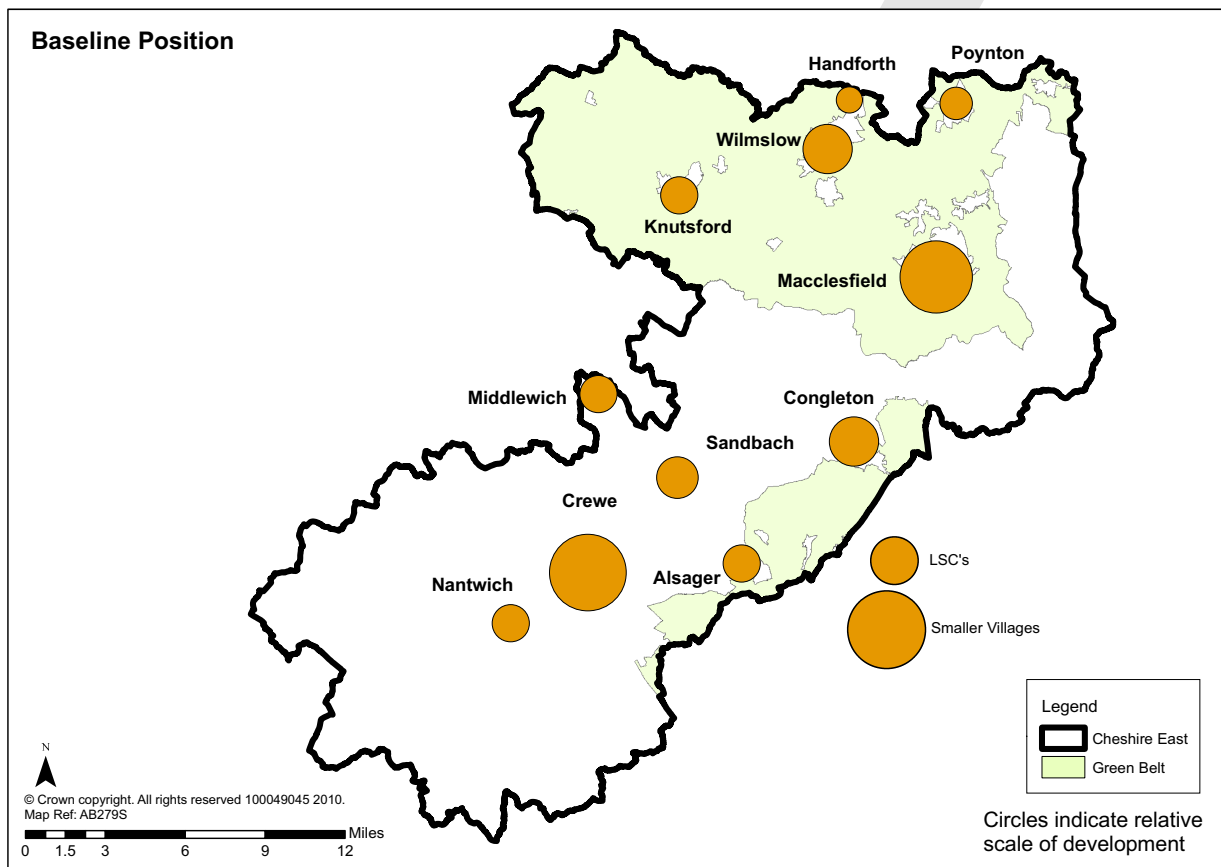 Baseline Position
Handforth
Poynton
Wilmslow
Knutsford
Macclesfield
Middlewich
Congleton
Sandbach
Crewe
Nantwich
Alsager
LSC's
Smaller Villages
Legend
Cheshire East
Green Belt
N
© Crown copyright. All rights reserved 100049045 2010.
Map Ref: AB279S
Miles
0 1.5 3 6 9 12
Circles indicate relative
scale of development